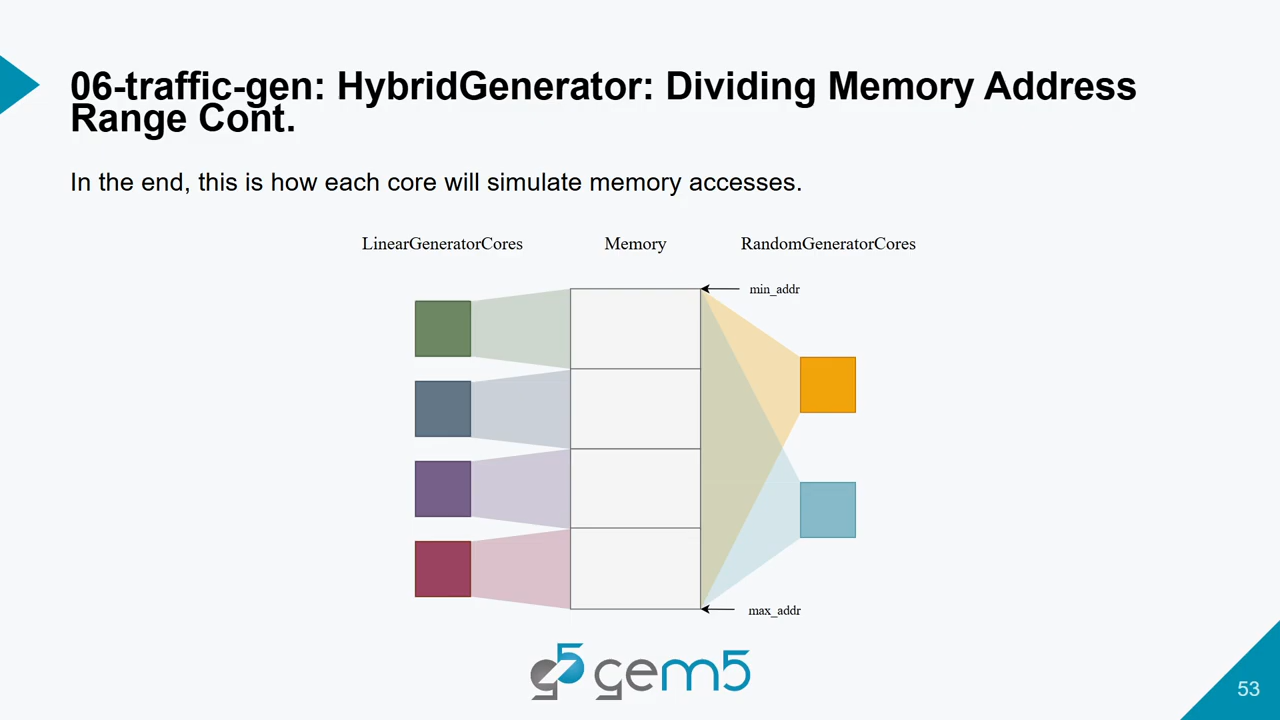 06-traffic-gen: HybridGenerator: Dividing Memory Address
Range Cont.
In the end, this is how each core will simulate memory accesses.
LinearGeneratorCores
Memory
RandomGeneratorCores
min_addr
max_addr
g5 gem5
53